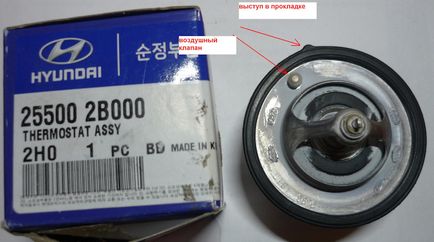 HYUNDAI
순정부
25500 2B000
THERMOSTAT ASSY
2H0 1 PC BD MADE IN K
выступ в прокладке
воздушный
клапан